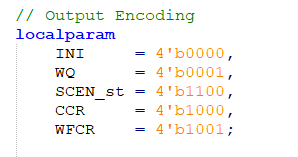 // Output Encoding
localparam
INI = 4'b0000,
WQ = 4'b0001,
SCEN_st = 4'b1100,
CCR = 4'b1000,
WFCR = 4'b1001;